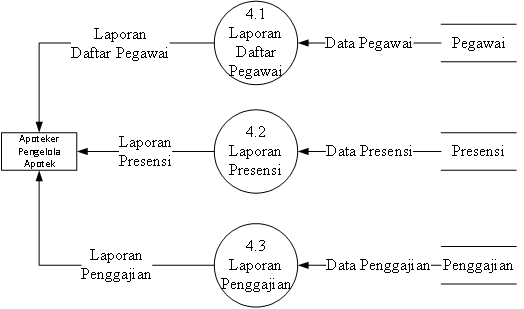 4.1
Laporan
Daftar
Pegawai
Laporan
Daftar Pegawai
Data Pegawai
Pegawai
Apoteker
Pengelola
Apotek
Laporan
Presensi
4.2
Laporan
Presensi
Data Presensi
Presensi
Laporan
Penggajian
4.3
Laporan
Penggajian
Data Penggajian
Penggajian